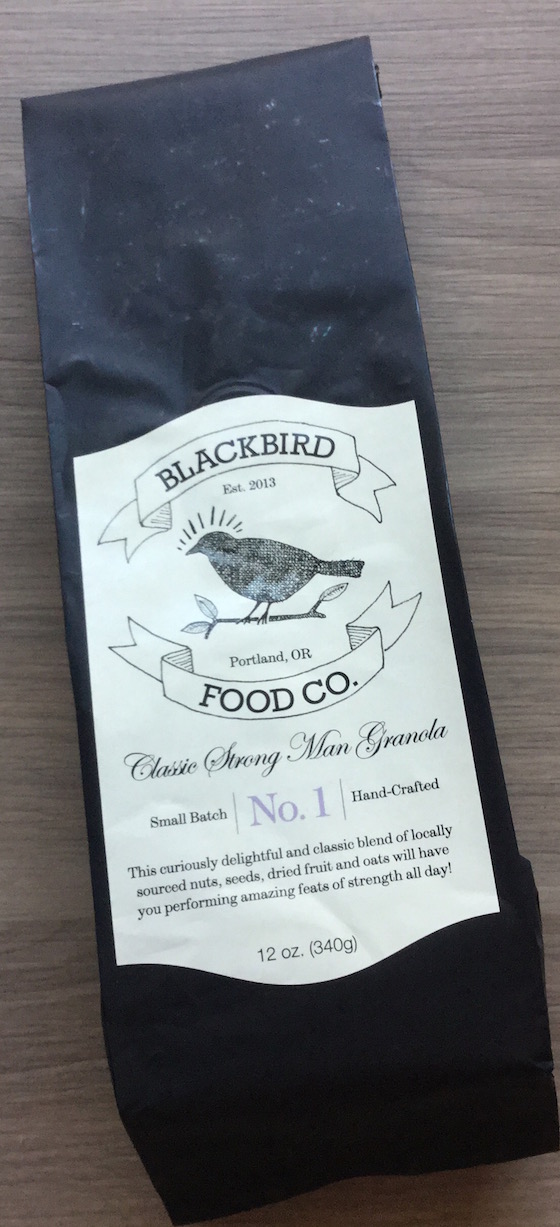 BLACKBIRD
Est. 2013
Portland, OR
FOOD CO.
Classic Strong Man Granola
Small Batch | No. 1 | Hand-Crafted
This curiously delightful and classic blend of locally
sourced nuts, seeds, dried fruit and oats will have
you performing amazing feats of strength all day!
12 oz. (340g)